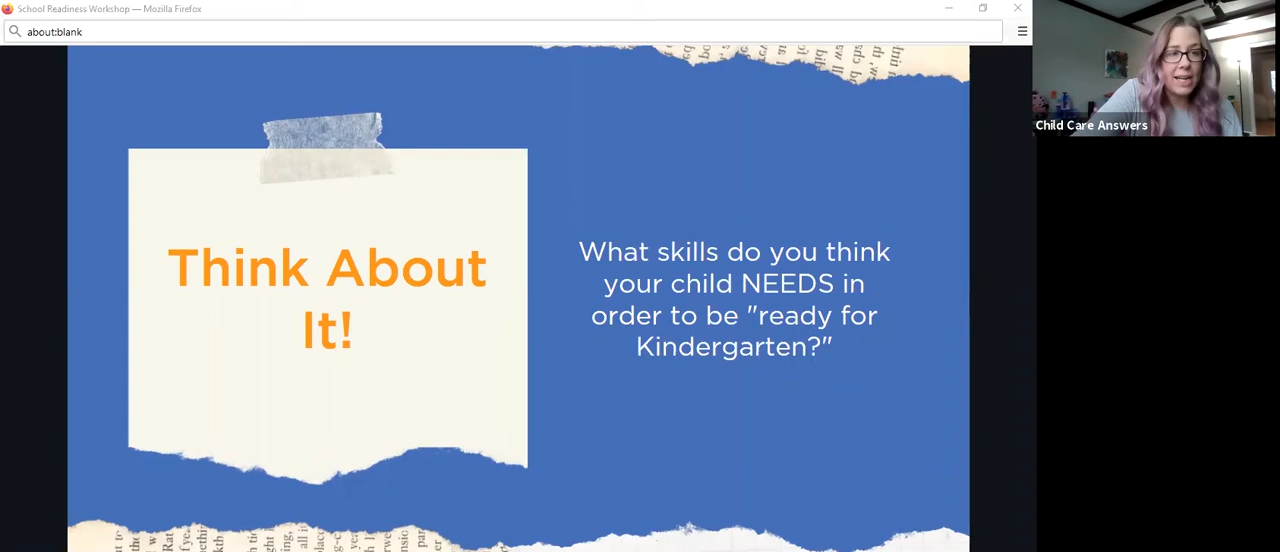 School Readiness Workshop — Mozilla Firefox
about:blank
Child Care Answers
Think About
It!
What skills do you think
your child NEEDS in
order to be "ready for
Kindergarten?"